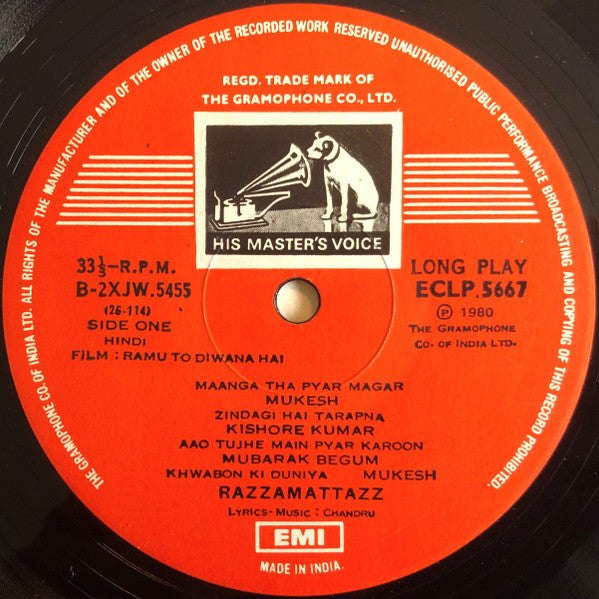 THE GRAMOPHONE CO. OF INDIA LTD. ALL RIGHTS OF THE MANUFACTURER AND OF THE OWNER OF THE RECORDED WORK RESERVED UNAUTHORISED PUBLIC PERFORMANCE BROADCASTING AND COPYING OF THIS RECORD PROHIBITED.
REGD. TRADE MARK OF
THE GRAMOPHONE CO., LTD.
HIS MASTER'S VOICE
33⅓-R.P.M.
B-2XJW.5455
(26-114)
SIDE ONE
HINDI
FILM : RAMU TO DIWANA HAI
LONG PLAY
ECLP.5667
Ⓟ 1980
THE GRAMOPHONE
CO. OF INDIA LTD.
MAANGA THA PYAR MAGAR
MUKESH
ZINDAGI HAI TARAPNA
KISHORE KUMAR
AAO TUJHE MAIN PYAR KAROON
MUBARAK BEGUM
KHWABON KI DUNIYA MUKESH
RAZZAMATTAZZ
LYRICS-MUSIC : CHANDRU
EMI
MADE IN INDIA.